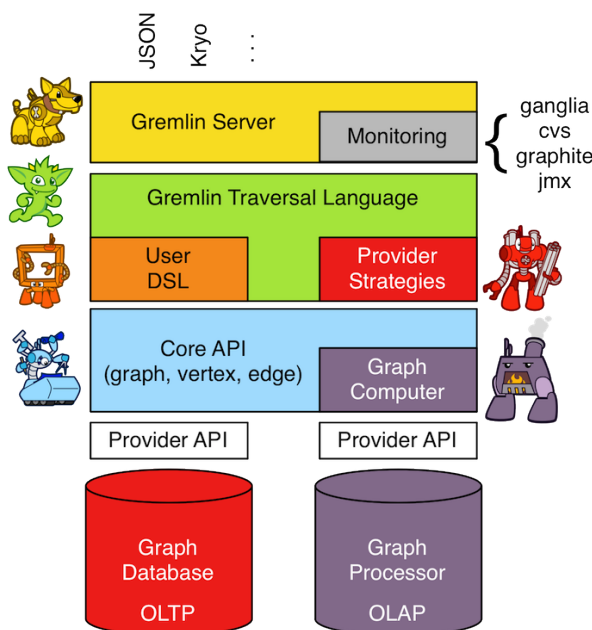 JSON
Kryo
. . .
Gremlin Server
Monitoring
ganglia
cvs
graphite
jmx
Gremlin Traversal Language
User
DSL
Provider
Strategies
Core API
(graph, vertex, edge)
Graph
Computer
Provider API
Provider API
Graph
Database
OLTP
Graph
Processor
OLAP